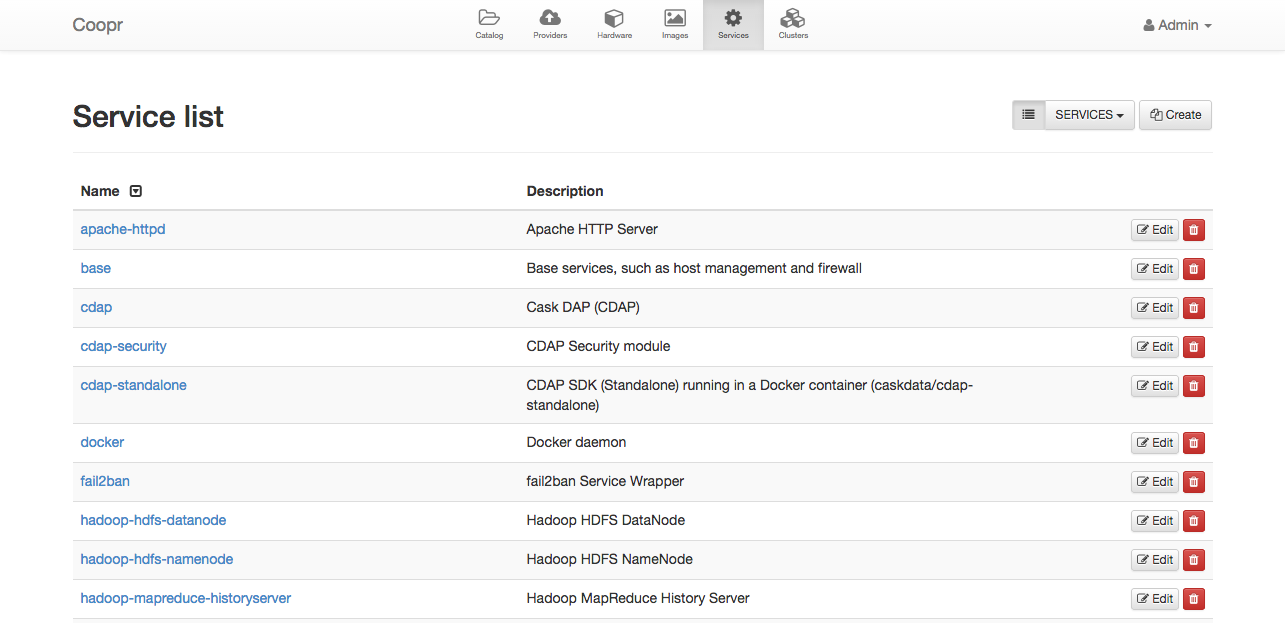 Coopr
Catalog
Providers
Hardware
Images
Services
Clusters
Admin
Service list
SERVICES
Create
Name
Description
apache-httpd Apache HTTP Server Edit
base Base services, such as host management and firewall Edit
cdap Cask DAP (CDAP) Edit
cdap-security CDAP Security module Edit
cdap-standalone CDAP SDK (Standalone) running in a Docker container (caskdata/cdap- Edit
standalone)
docker Docker daemon Edit
fail2ban fail2ban Service Wrapper Edit
hadoop-hdfs-datanode Hadoop HDFS DataNode Edit
hadoop-hdfs-namenode Hadoop HDFS NameNode Edit
hadoop-mapreduce-historyserver Hadoop MapReduce History Server Edit